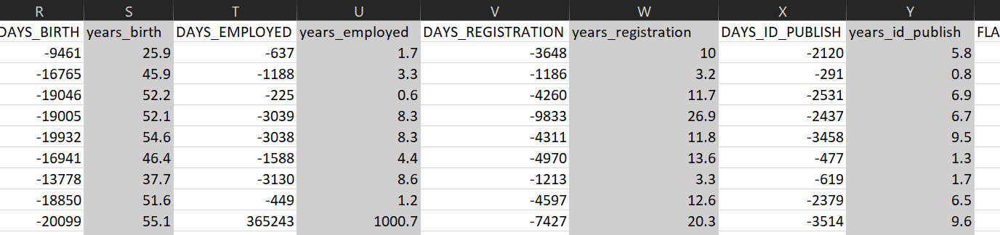 R S T U V W X Y
DAYS_BIRTH years_birth DAYS_EMPLOYED years_employed DAYS_REGISTRATION years_registration DAYS_ID_PUBLISH years_id_publish FLA
-9461 25.9 -637 1.7 -3648 10 -2120 5.8
-16765 45.9 -1188 3.3 -1186 3.2 -291 0.8
-19046 52.2 -225 0.6 -4260 11.7 -2531 6.9
-19005 52.1 -3039 8.3 -9833 26.9 -2437 6.7
-19932 54.6 -3038 8.3 -4311 11.8 -3458 9.5
-16941 46.4 -1588 4.4 -4970 13.6 -477 1.3
-13778 37.7 -3130 8.6 -1213 3.3 -619 1.7
-18850 51.6 -449 1.2 -4597 12.6 -2379 6.5
-20099 55.1 365243 1000.7 -7427 20.3 -3514 9.6